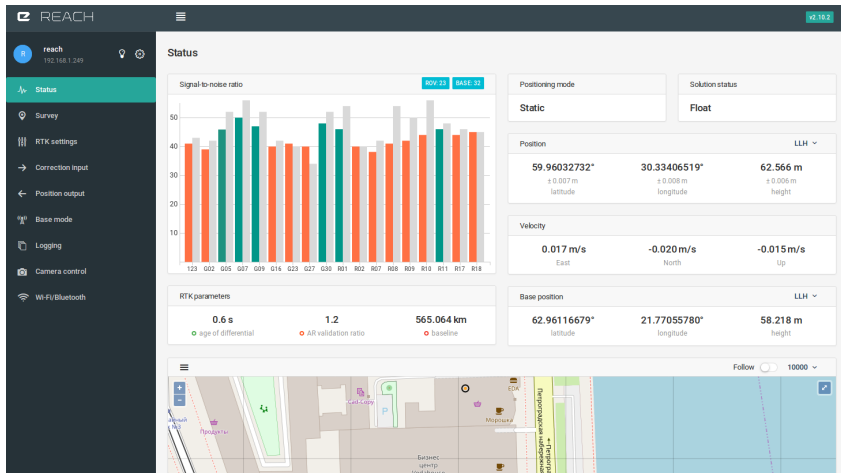 REACH
v2.10.2
R
reach
192.168.1.249
Status
Survey
RTK settings
Correction input
Position output
Base mode
Logging
Camera control
Wi-Fi/Bluetooth
Status
Signal-to-noise ratio
ROV: 23 BASE: 32
50
40
30
20
10
123 G02 G05 G07 G09 G16 G23 G27 G30 R01 R02 R07 R08 R09 R10 R11 R17 R18
Positioning mode
Static
Solution status
Float
Position
LLH
59.96032732° 30.33406519° 62.566 m
± 0.007 m ± 0.008 m ± 0.006 m
latitude longitude height
Velocity
0.017 m/s -0.020 m/s -0.015 m/s
East North Up
RTK parameters
0.6 s 1.2 565.064 km
age of differential AR validation ratio baseline
Base position
LLH
62.96116679° 21.77055780° 58.218 m
latitude longitude height
Follow 10000
+
−
Продукты
Cad-Copy
P
EDA
Морошка
Бизнес
центр
Петроградская набережная